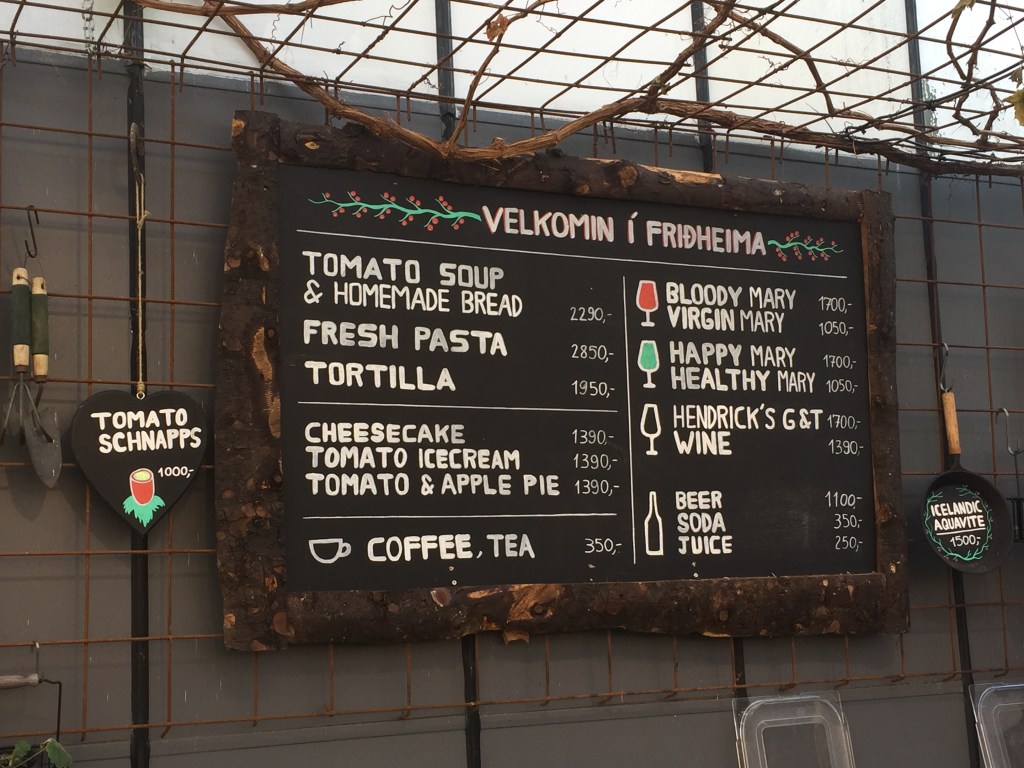 VELKOMIN Í FRIÐHEIMA
TOMATO SOUP
& HOMEMADE BREAD 2290,-
FRESH PASTA 2850,-
TORTILLA 1950,-
CHEESECAKE 1390,-
TOMATO ICECREAM 1390,-
TOMATO & APPLE PIE 1390,-
COFFEE, TEA 350,-
BLOODY MARY 1700,-
VIRGIN MARY 1050,-
HAPPY MARY 1700,-
HEALTHY MARY 1050,-
HENDRICK'S G&T 1700,-
WINE 1390,-
BEER 1100,-
SODA 350,-
JUICE 250,-
TOMATO
SCHNAPPS
1000,-
ICELANDIC
AQUAVITE
1500,-